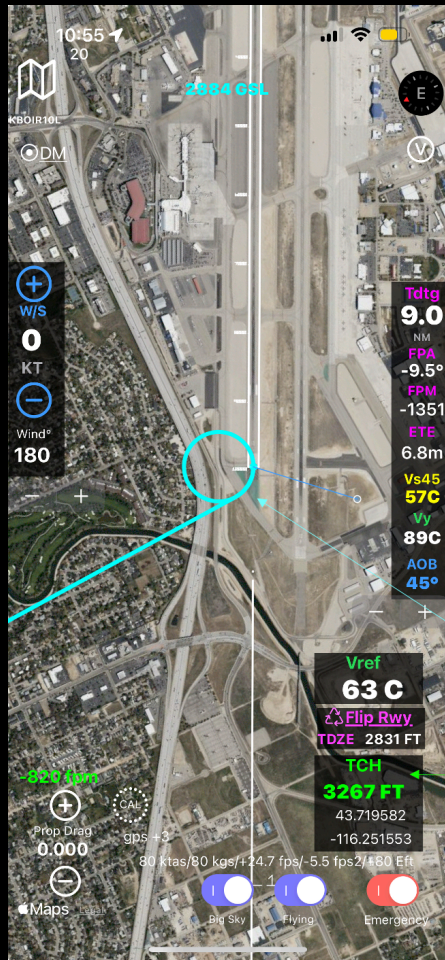 10:55
20
2884 GSL
E
KBOIR10L
DM
V
W/S
0
KT
Wind°
180
Tdtg
9.0
NM
FPA
-9.5°
FPM
-1351
ETE
6.8m
Vs45
57C
Vy
89C
AOB
45°
Vref
63 C
Flip Rwy
TDZE 2831 FT
TCH
3267 FT
43.719582
-116.251553
-820 fpm
CAL
Prop Drag
0.000
gps +3
80 ktas/80 kgs/+24.7 fps/-5.5 fps2/+80 Eft
1
Maps Legal
Big Sky
Flying
Emergency